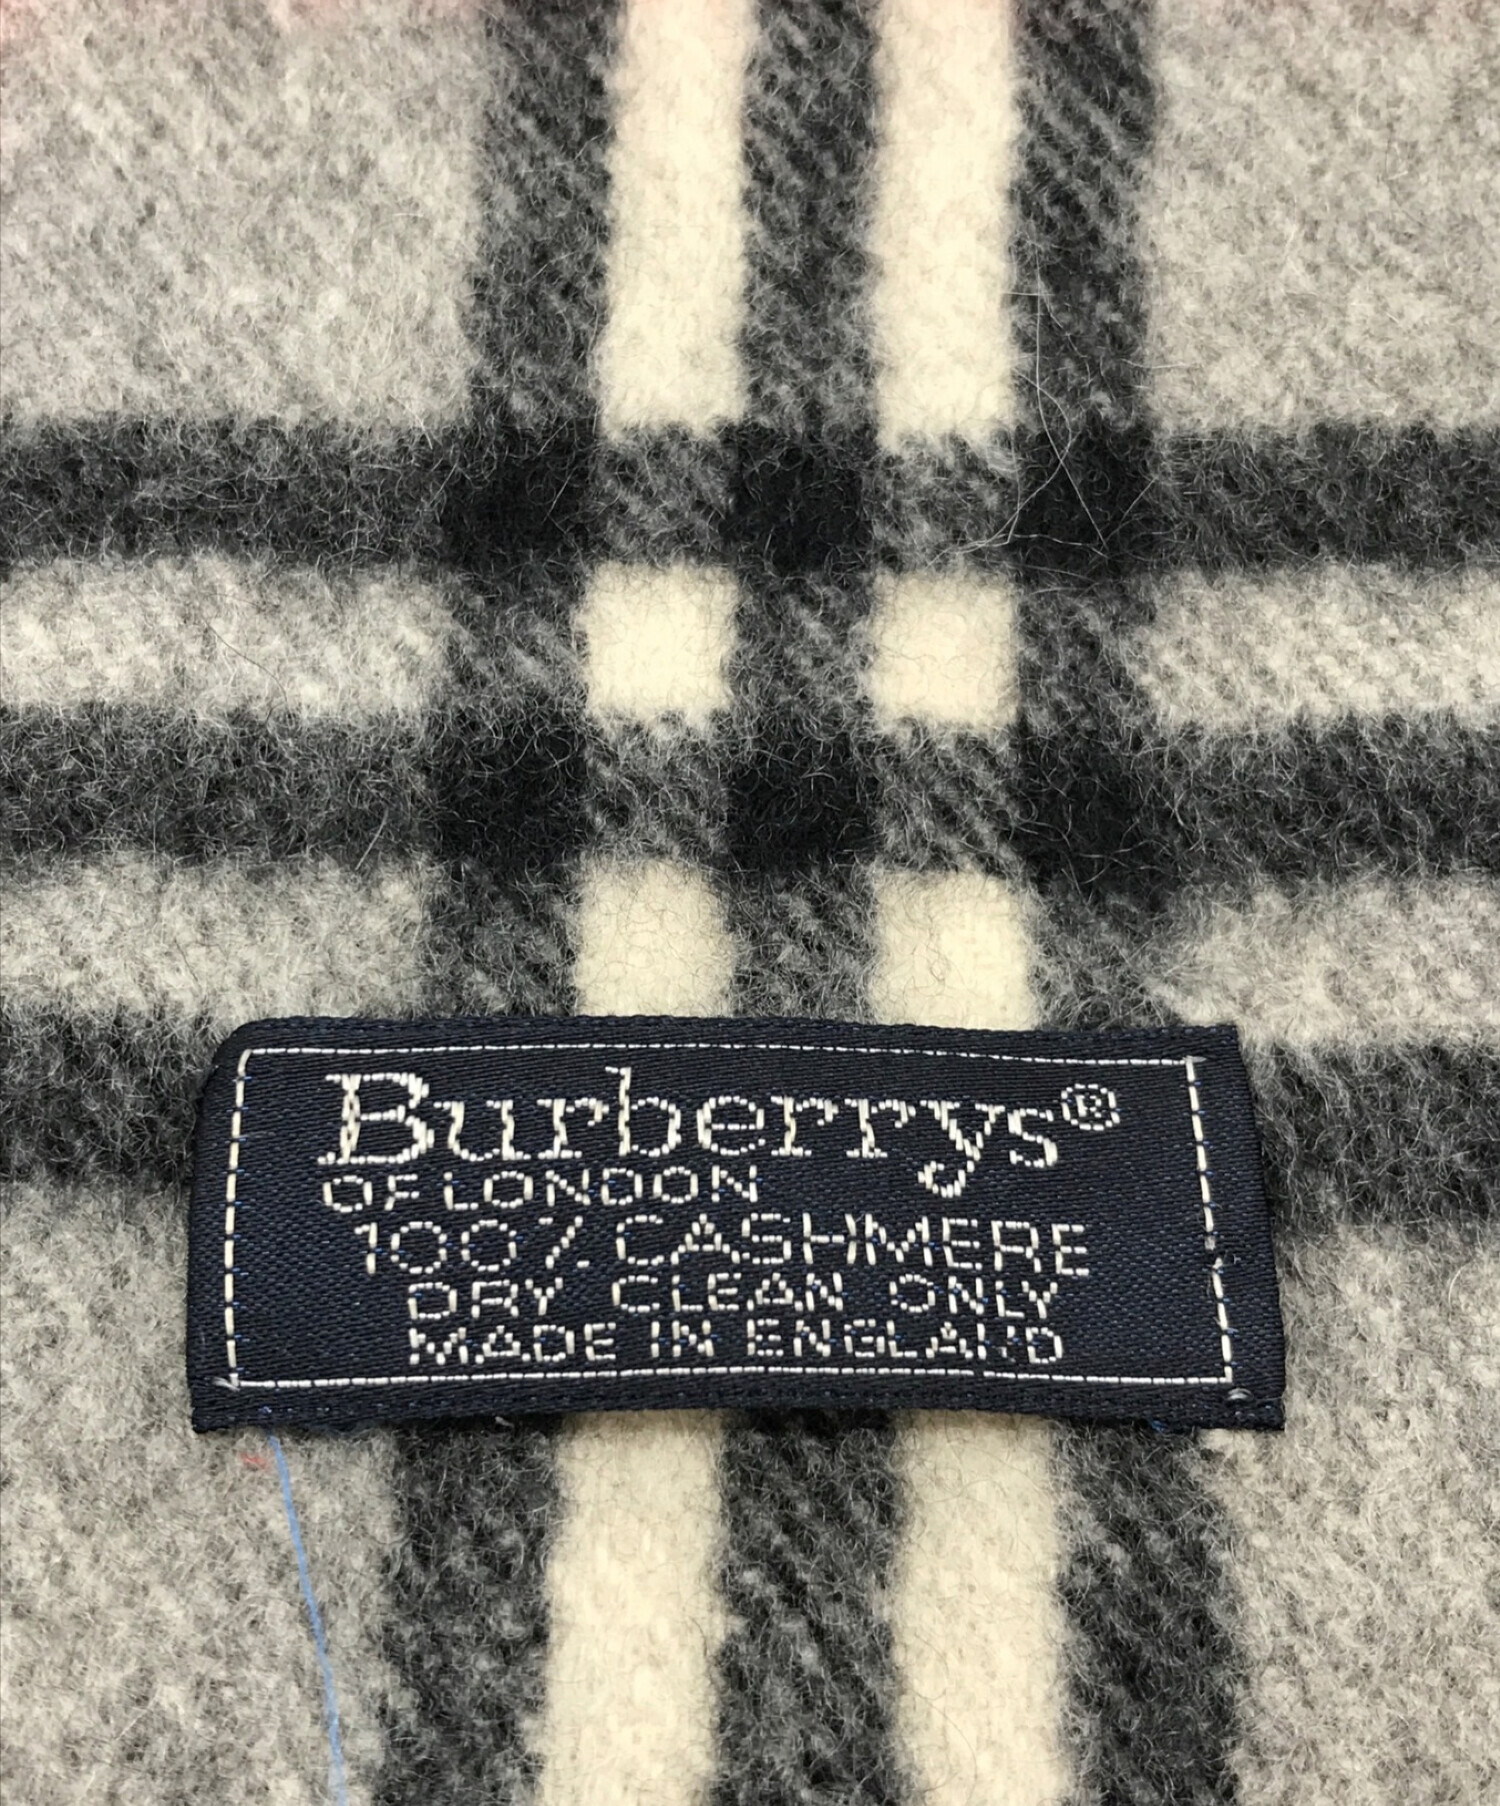 Burberrys®
OF LONDON
100% CASHMERE
DRY CLEAN ONLY
MADE IN ENGLAND